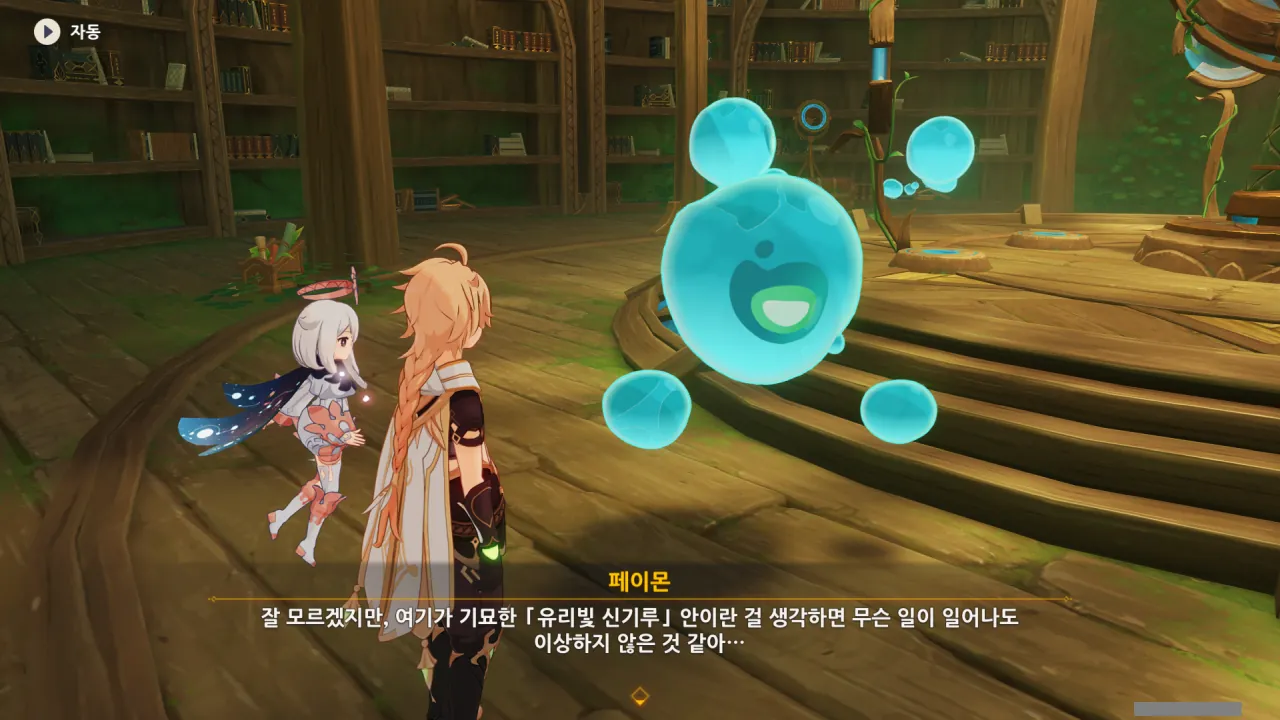 자동
페이몬
잘 모르겠지만, 여기가 기묘한 「유리빛 신기루」 안이란 걸 생각하면 무슨 일이 일어나도
이상하지 않은 것 같아…